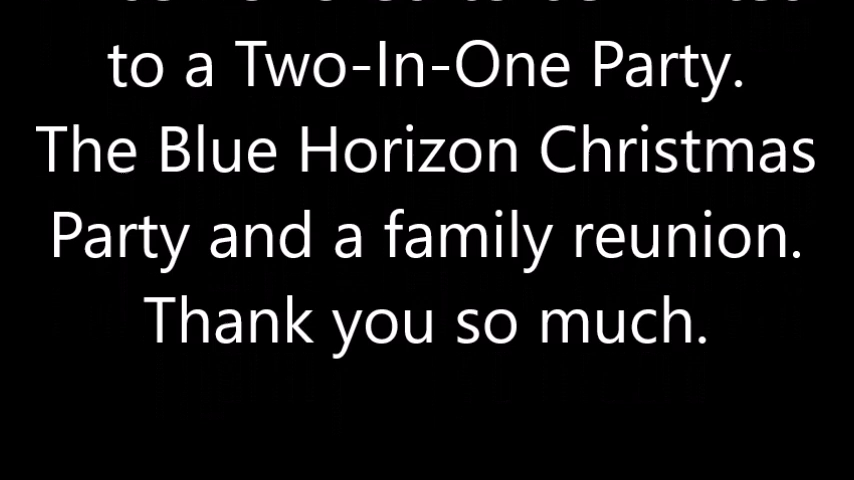 to a Two-In-One Party.
The Blue Horizon Christmas
Party and a family reunion.
Thank you so much.